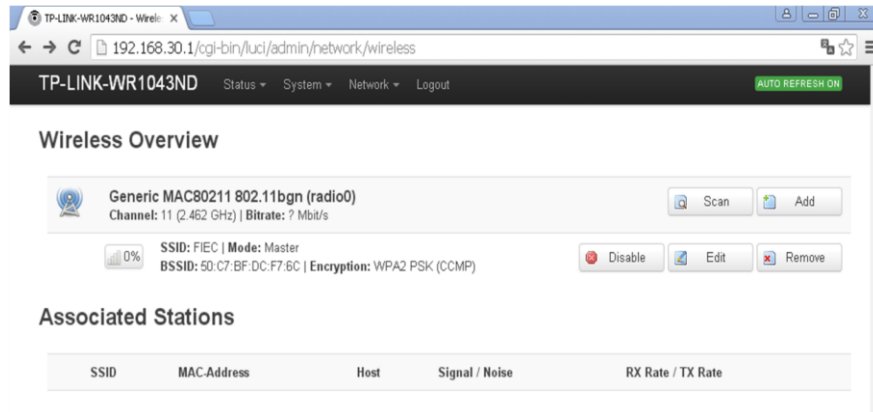 TP-LINK-WR1043ND - Wirele
192.168.30.1/cgi-bin/luci/admin/network/wireless
TP-LINK-WR1043ND Status System Network Logout AUTO REFRESH ON
Wireless Overview
Generic MAC80211 802.11bgn (radio0)
Channel: 11 (2.462 GHz) | Bitrate: ? Mbit/s
Scan Add
0%
SSID: FIEC | Mode: Master
BSSID: 50:C7:BF:DC:F7:6C | Encryption: WPA2 PSK (CCMP)
Disable Edit Remove
Associated Stations
SSID MAC-Address Host Signal / Noise RX Rate / TX Rate